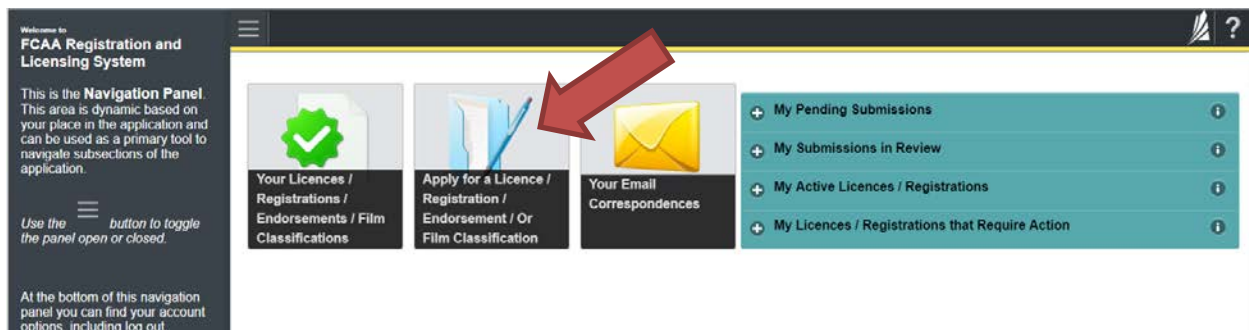 Welcome to
FCAA Registration and
Licensing System
This is the Navigation Panel.
This area is dynamic based on
your place in the application and
can be used as a primary tool to
navigate subsections of the
application.
Use the button to toggle
the panel open or closed.
At the bottom of this navigation
panel you can find your account
options, including log out
?
Your Licences /
Registrations /
Endorsements / Film
Classifications
Apply for a Licence /
Registration /
Endorsement / Or
Film Classification
Your Email
Correspondences
My Pending Submissions
My Submissions in Review
My Active Licences / Registrations
My Licences / Registrations that Require Action